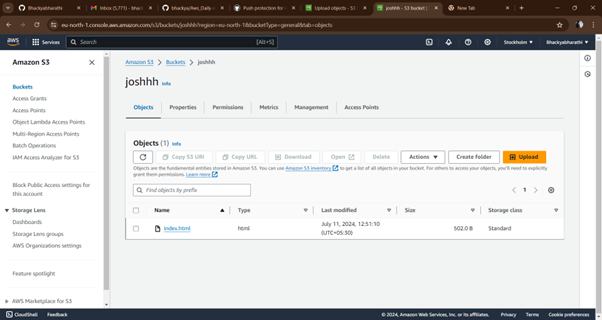 Bhackyabharathi
Inbox (5,771) - bhac
bhackya/Aws_Daily
Push protection for
Upload objects - S3
joshhh - S3 bucket |
New Tab
eu-north-1.console.aws.amazon.com/s3/buckets/joshhh?region=eu-north-1&bucketType=general&tab=objects
aws
Services
Search
[Alt+S]
Stockholm
Bhackyabharathi
Amazon S3
Buckets
Access Grants
Access Points
Object Lambda Access Points
Multi-Region Access Points
Batch Operations
IAM Access Analyzer for S3
Block Public Access settings for
this account
Storage Lens
Dashboards
Storage Lens groups
AWS Organizations settings
Feature spotlight
AWS Marketplace for S3
Amazon S3 > Buckets > joshhh
joshhh Info
Objects Properties Permissions Metrics Management Access Points
Objects (1) Info
Copy S3 URI Copy URL Download Open Delete Actions Create folder Upload
Objects are the fundamental entities stored in Amazon S3. You can use Amazon S3 inventory to get a list of all objects in your bucket. For others to access your objects, you'll need to explicitly
grant them permissions. Learn more
Find objects by prefix
1
Name Type Last modified Size Storage class
index.html html July 11, 2024, 12:51:10 502.0 B Standard
(UTC+05:30)
CloudShell Feedback © 2024, Amazon Web Services, Inc. or its affiliates. Privacy Terms Cookie preferences